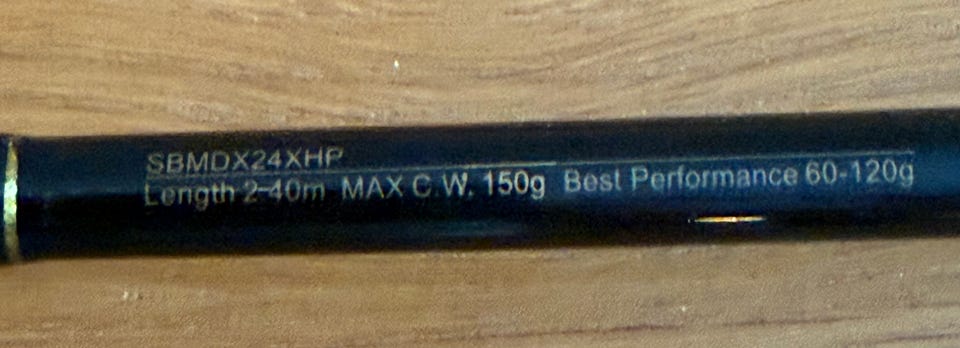 SBMDX24XHP
Length 2-40m MAX C.W. 150g Best Performance 60-120g